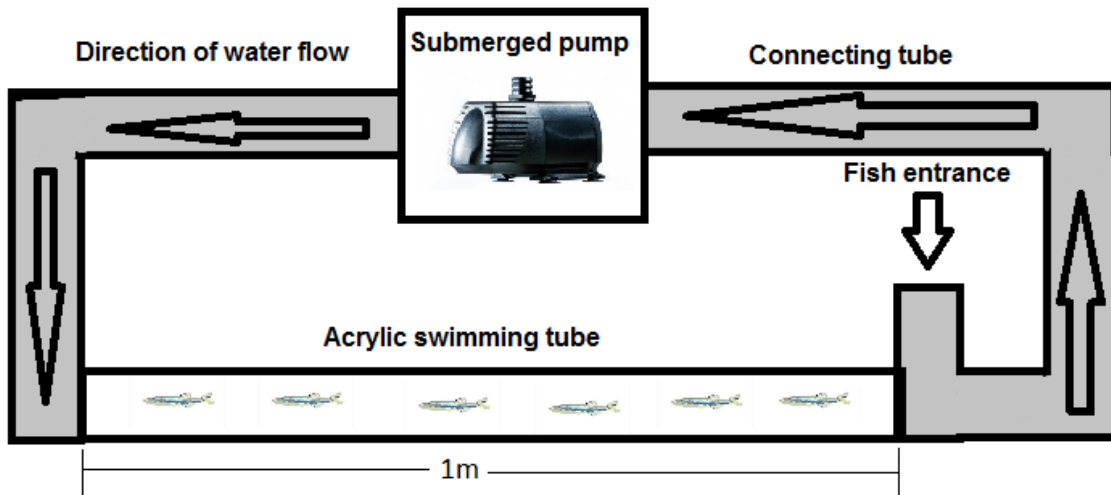 Direction of water flow
Submerged pump
Connecting tube
Fish entrance
Acrylic swimming tube
1m